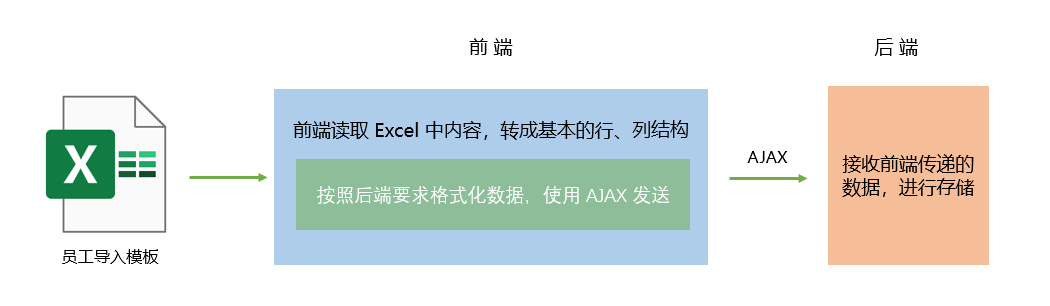 前 端
后 端
X
前端读取 Excel 中内容，转成基本的行、列结构
按照后端要求格式化数据，使用 AJAX 发送
AJAX
接收前端传递的
数据，进行存储
员工导入模板